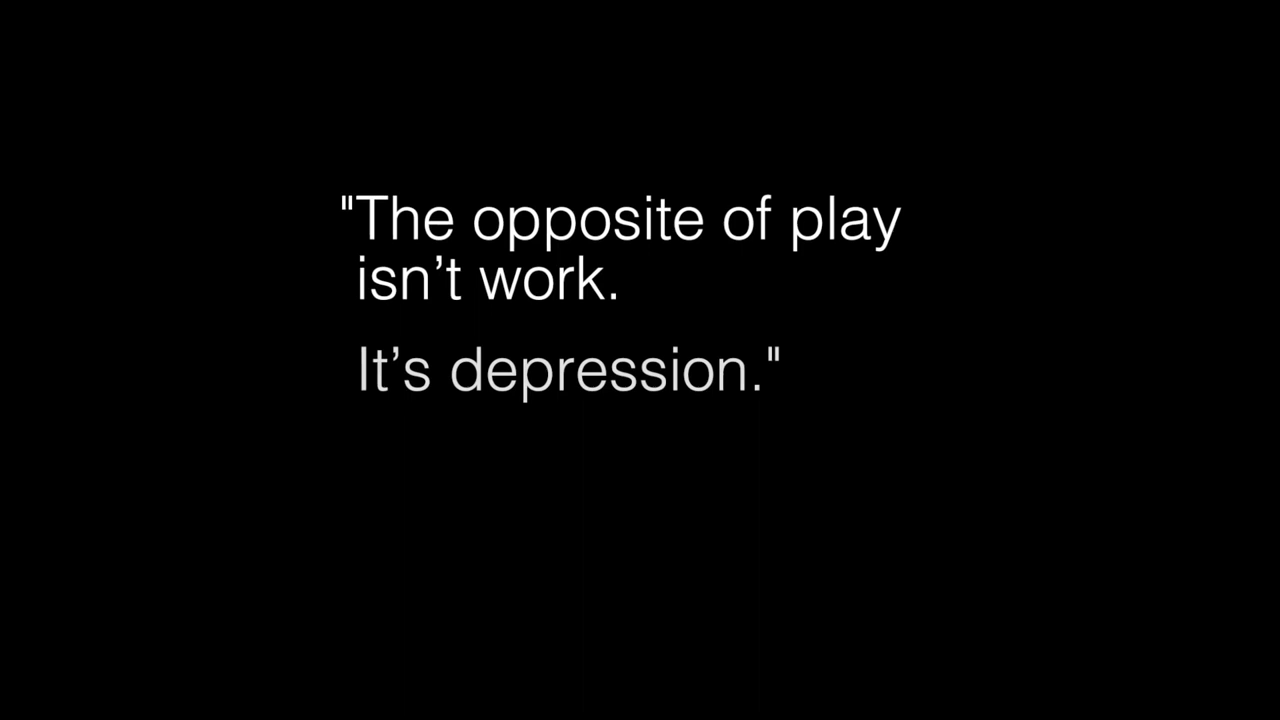 "The opposite of play
isn’t work.
It’s depression."